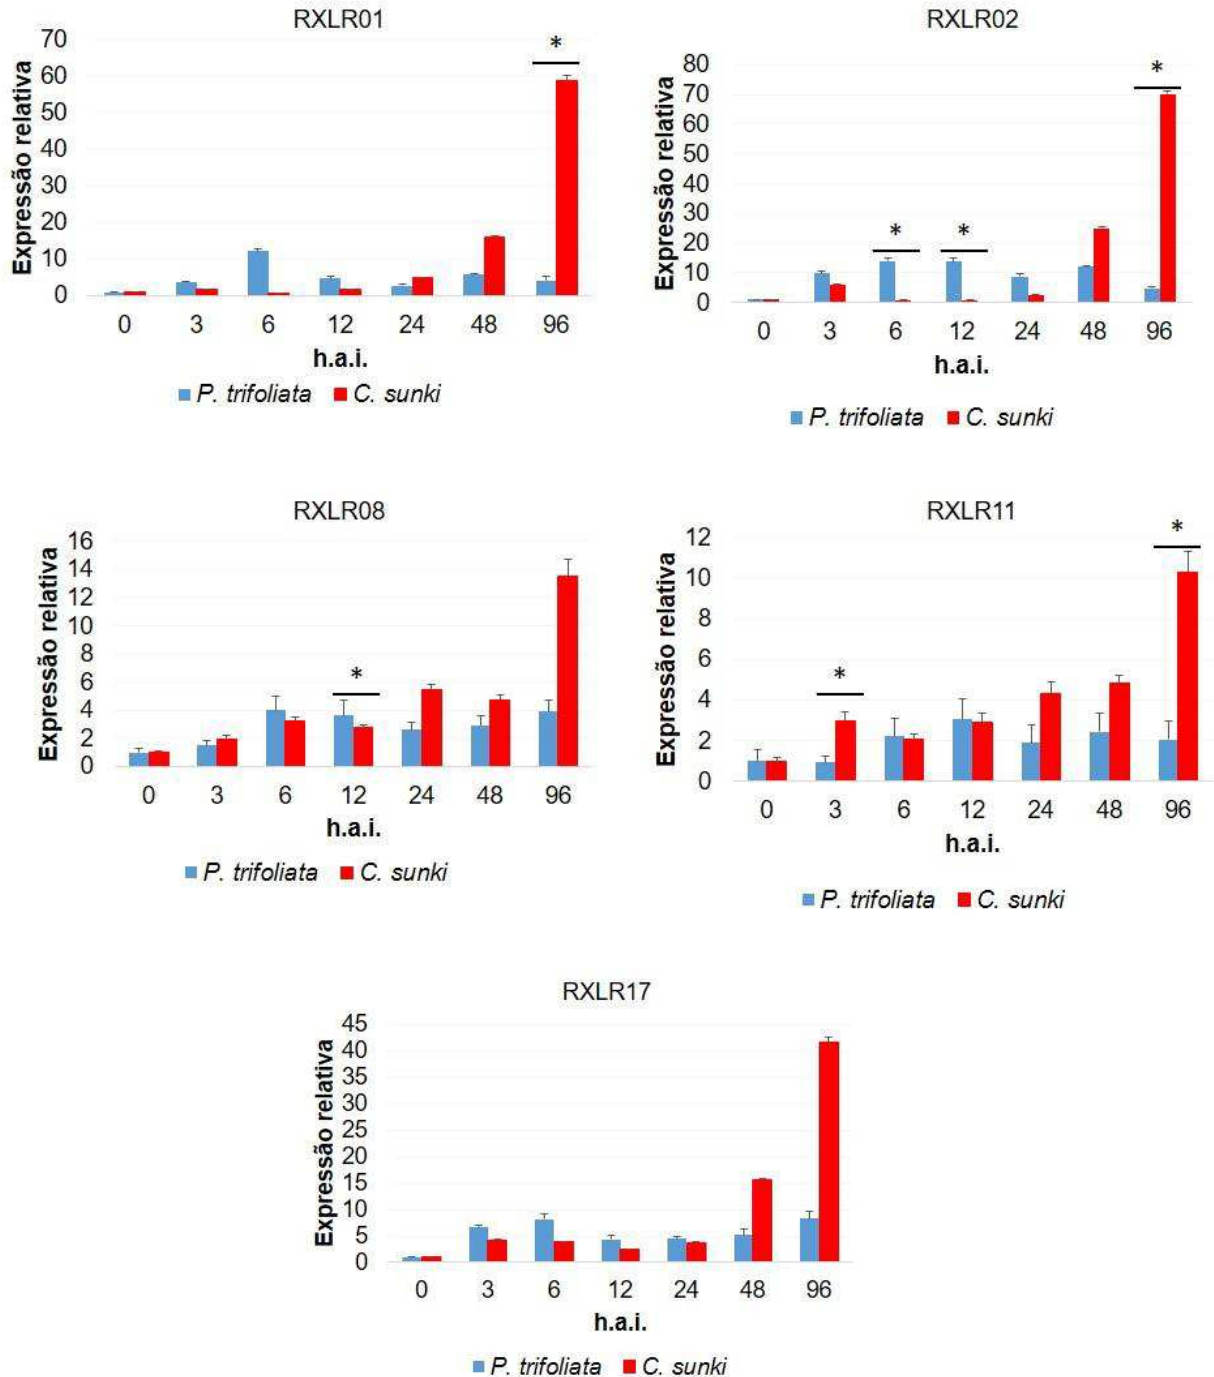 RXLR01
Expressão relativa
70
60
50
40
30
20
10
0
*
0 3 6 12 24 48 96
h.a.i.
P. trifoliata C. sunki
RXLR02
Expressão relativa
80
70
60
50
40
30
20
10
0
* * *
0 3 6 12 24 48 96
h.a.i.
P. trifoliata C. sunki
RXLR08
Expressão relativa
16
14
12
10
8
6
4
2
0
*
0 3 6 12 24 48 96
h.a.i.
P. trifoliata C. sunki
RXLR11
Expressão relativa
12
10
8
6
4
2
0
* *
0 3 6 12 24 48 96
h.a.i.
P. trifoliata C. sunki
RXLR17
Expressão relativa
45
40
35
30
25
20
15
10
5
0
0 3 6 12 24 48 96
h.a.i.
P. trifoliata C. sunki